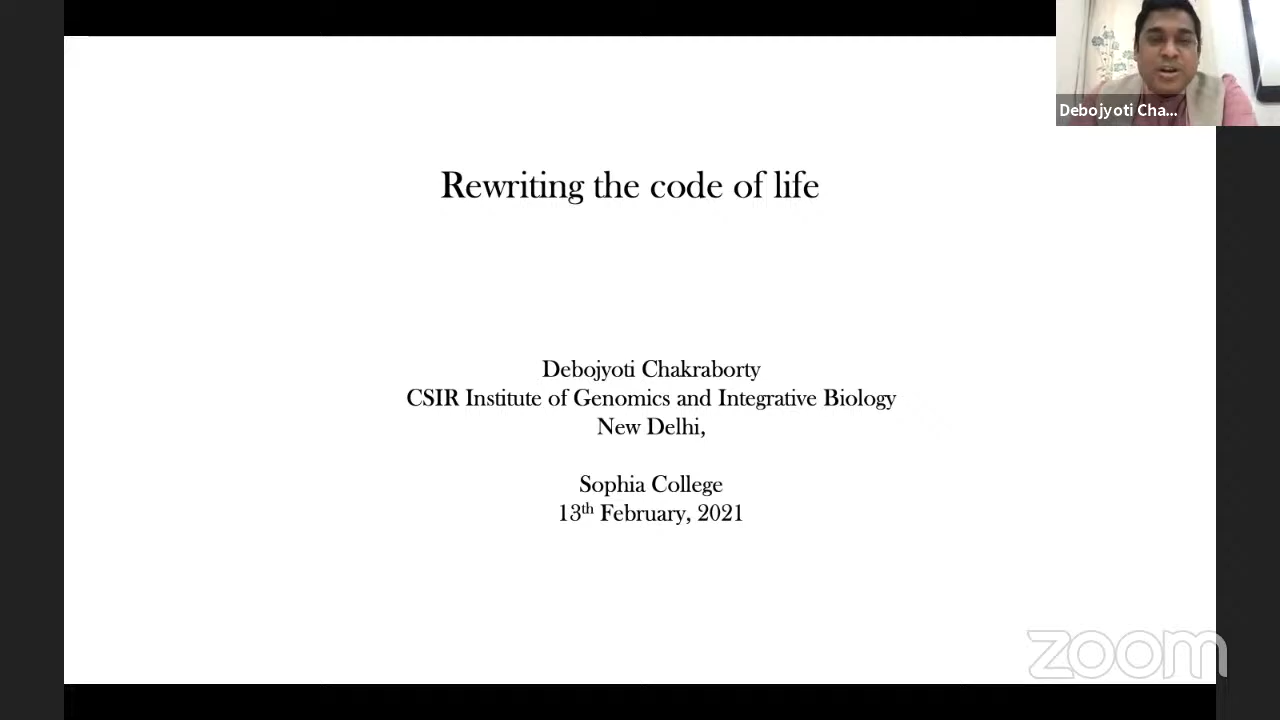 Debojyoti Cha...
Rewriting the code of life
Debojyoti Chakraborty
CSIR Institute of Genomics and Integrative Biology
New Delhi,
Sophia College
13th February, 2021
zoom